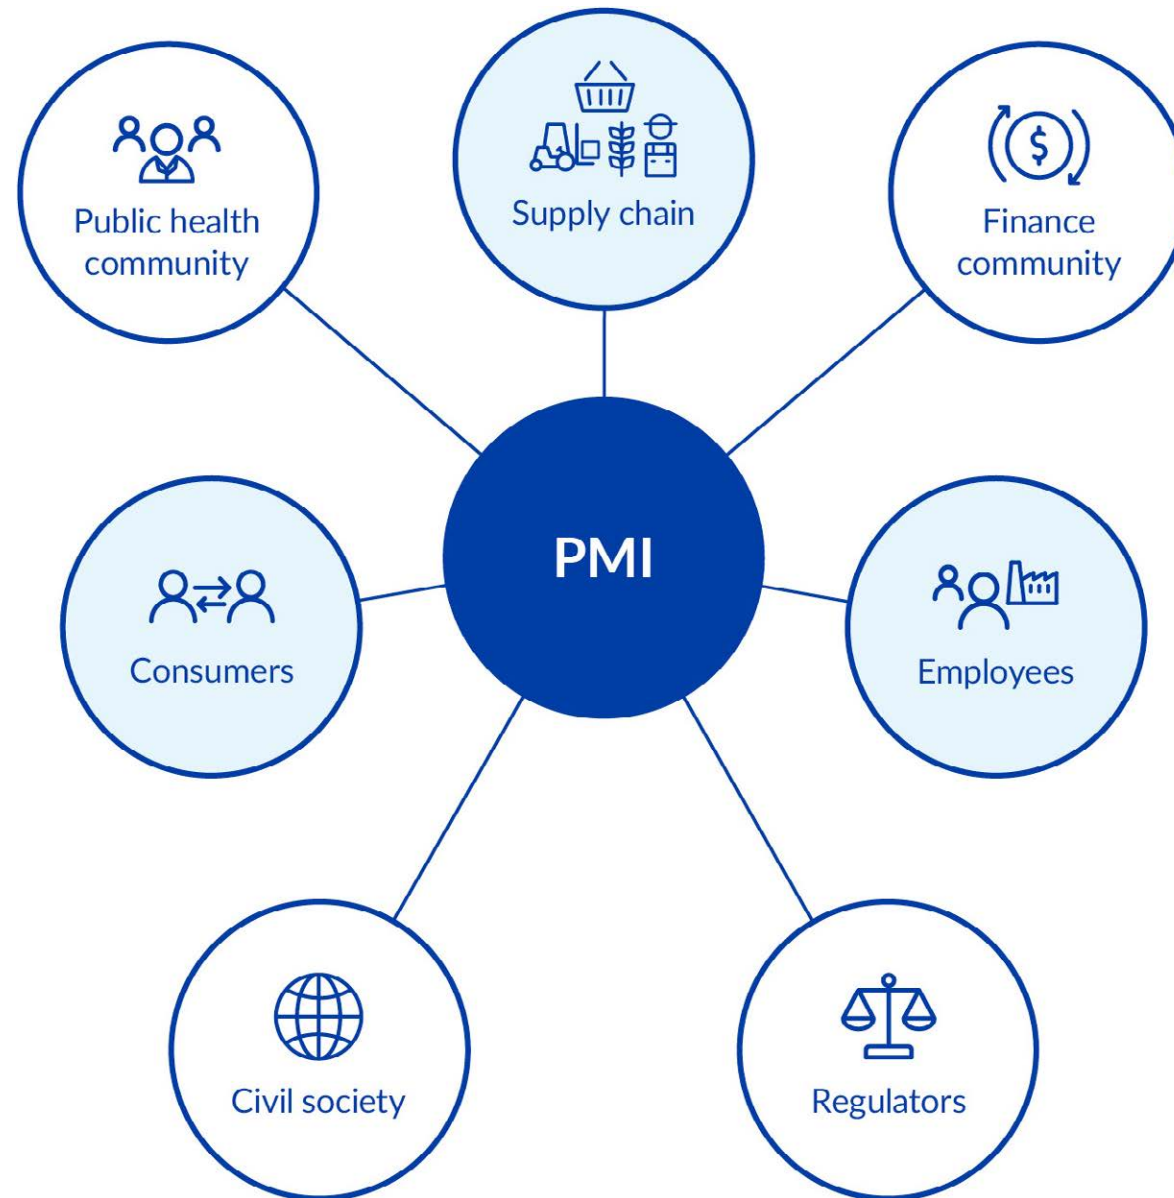 Public health
community
Supply chain
$
Finance
community
PMI
Consumers
Employees
Civil society
Regulators